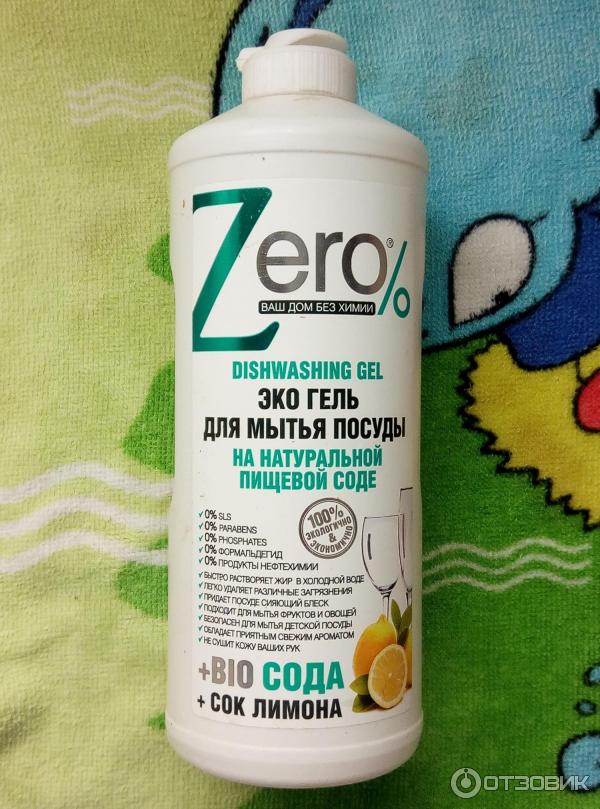 Zero%®
ВАШ ДОМ БЕЗ ХИМИИ
DISHWASHING GEL
ЭКО ГЕЛЬ
ДЛЯ МЫТЬЯ ПОСУДЫ
НА НАТУРАЛЬНОЙ
ПИЩЕВОЙ СОДЕ
✓0% SLS
✓0% PARABENS
✓0% PHOSPHATES
✓0% ФОРМАЛЬДЕГИД
✓0% ПРОДУКТЫ НЕФТЕХИМИИ
100%
ЭКОЛОГИЧНО
&
ЭКОНОМИЧНО
✓БЫСТРО РАСТВОРЯЕТ ЖИР В ХОЛОДНОЙ ВОДЕ
✓ЛЕГКО УДАЛЯЕТ РАЗЛИЧНЫЕ ЗАГРЯЗНЕНИЯ
✓ПРИДАЕТ ПОСУДЕ СИЯЮЩИЙ БЛЕСК
✓ПОДХОДИТ ДЛЯ МЫТЬЯ ФРУКТОВ И ОВОЩЕЙ
✓БЕЗОПАСЕН ДЛЯ МЫТЬЯ ДЕТСКОЙ ПОСУДЫ
✓ОБЛАДАЕТ ПРИЯТНЫМ СВЕЖИМ АРОМАТОМ
✓НЕ СУШИТ КОЖУ ВАШИХ РУК
+BIO СОДА
+ СОК ЛИМОНА
ОТЗОВИК